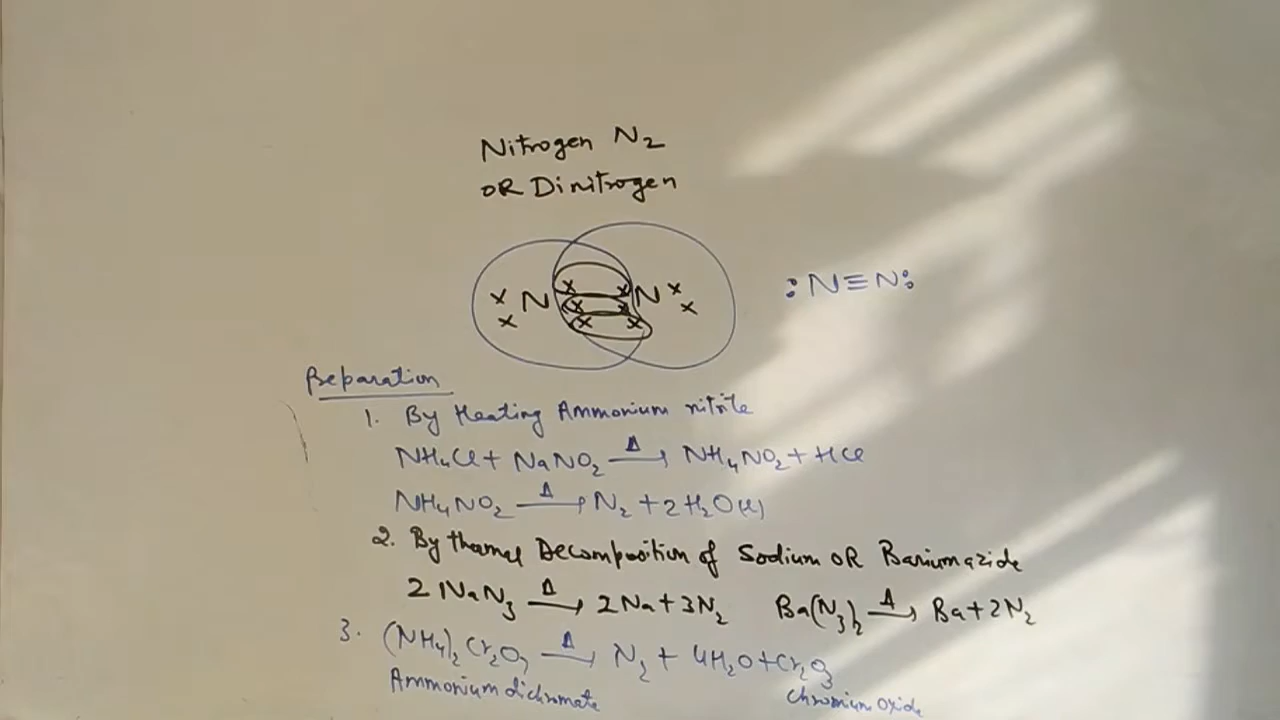 Nitrogen N₂
OR Dinitrogen
x x N x x x x x x N x x
:N≡N:
Preparation
1. By Heating Ammonium nitrite
NH₄Cl + NaNO₂ —Δ→ NH₄NO₂ + HCl
NH₄NO₂ —Δ→ N₂ + 2H₂O(l)
2. By thermal Decomposition of Sodium OR Bariumazide
2NaN₃ —Δ→ 2Na + 3N₂ Ba(N₃)₂ —Δ→ Ba + 2N₂
3. (NH₄)₂Cr₂O₇ —Δ→ N₂ + 4H₂O + Cr₂O₃
Ammonium dichromate chromium oxide